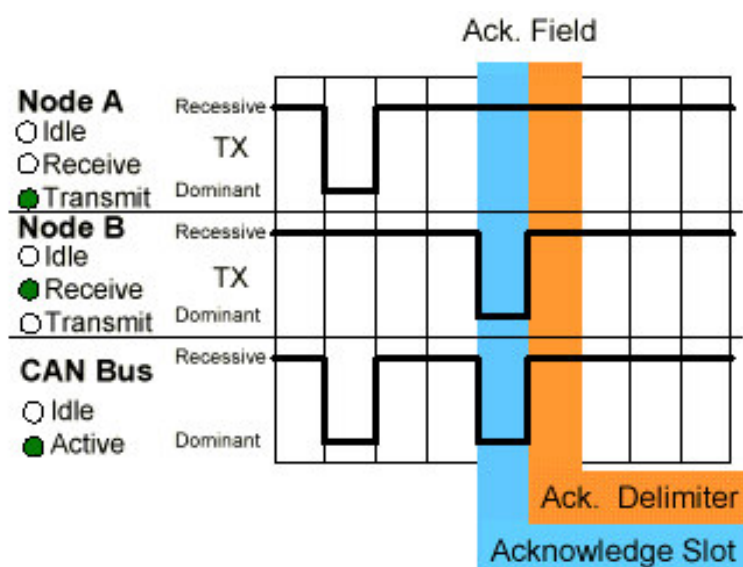 Ack. Field
Node A
Idle
Receive
Transmit
Recessive
TX
Dominant
Node B
Idle
Receive
Transmit
Recessive
TX
Dominant
CAN Bus
Idle
Active
Recessive
Dominant
Ack. Delimiter
Acknowledge Slot